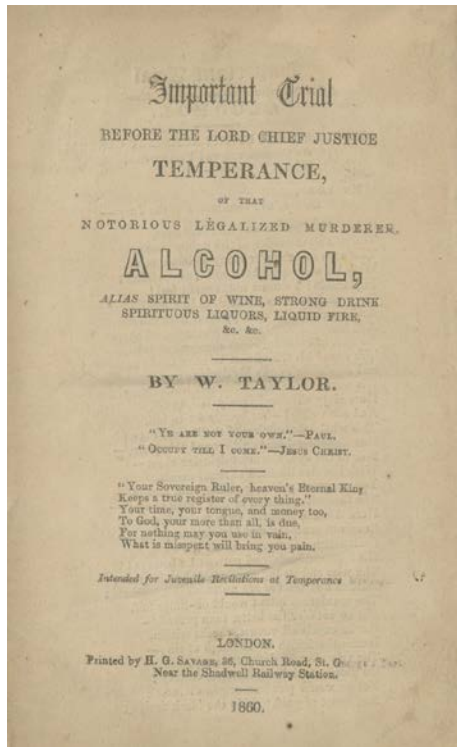 Important Trial
BEFORE THE LORD CHIEF JUSTICE
TEMPERANCE,
OF THAT
NOTORIOUS LEGALIZED MURDERER,
ALCOHOL,
ALIAS SPIRIT OF WINE, STRONG DRINK
SPIRITUOUS LIQUORS, LIQUID FIRE,
&c. &c.
BY W. TAYLOR.
"YE ARE NOT YOUR OWN."—PAUL.
"OCCUPY TILL I COME."—JESUS CHRIST.
"Your Sovereign Ruler, heaven's Eternal King
Keeps a true register of every thing."
Your time, your tongue, and money too,
To God, your more than all, is due,
For nothing may you use in vain,
What is misspent will bring you pain.
Intended for Juvenile Recitations at Temperance
LONDON.
Printed by H. G. SAVAGE, 36, Church Road, St.
Near the Shadwell Railway Station.
1860.